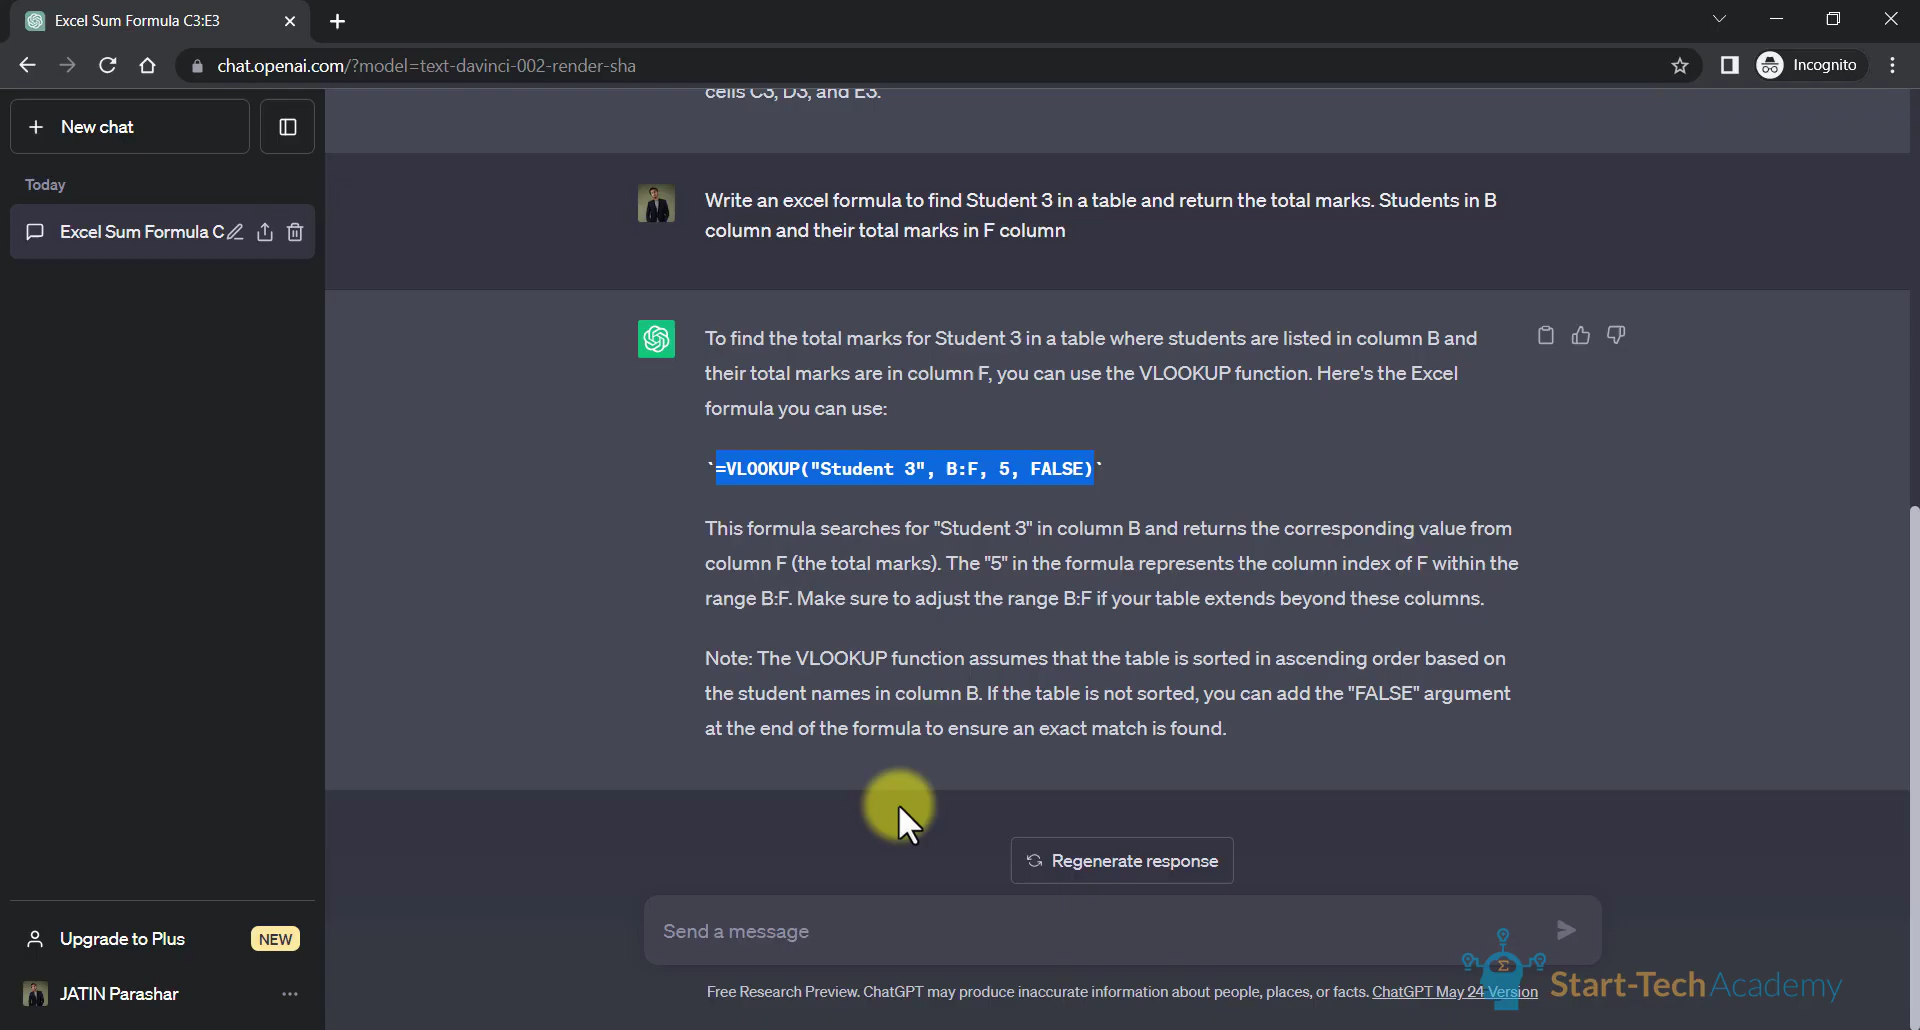 Excel Sum Formula C3:E3
chat.openai.com/?model=text-davinci-002-render-sha
Incognito
New chat
Today
Excel Sum Formula C
cells C3, D3, and E3.
Write an excel formula to find Student 3 in a table and return the total marks. Students in B
column and their total marks in F column
To find the total marks for Student 3 in a table where students are listed in column B and
their total marks are in column F, you can use the VLOOKUP function. Here's the Excel
formula you can use:
`=VLOOKUP("Student 3", B:F, 5, FALSE)`
This formula searches for "Student 3" in column B and returns the corresponding value from
column F (the total marks). The "5" in the formula represents the column index of F within the
range B:F. Make sure to adjust the range B:F if your table extends beyond these columns.
Note: The VLOOKUP function assumes that the table is sorted in ascending order based on
the student names in column B. If the table is not sorted, you can add the "FALSE" argument
at the end of the formula to ensure an exact match is found.
Regenerate response
Send a message
Upgrade to Plus NEW
JATIN Parashar
Free Research Preview. ChatGPT may produce inaccurate information about people, places, or facts. ChatGPT May 24 Version
Start-TechAcademy